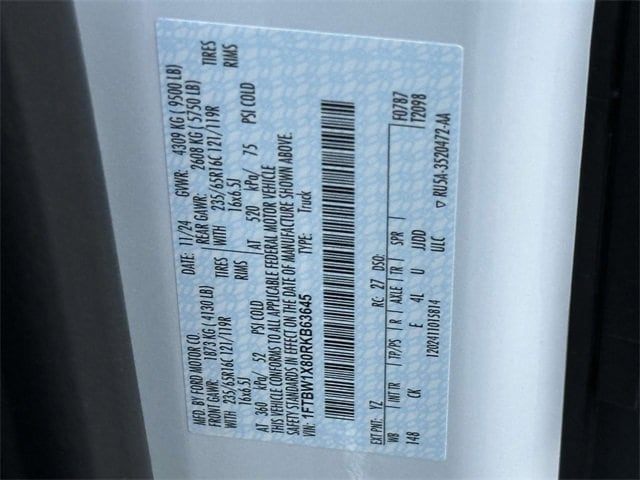 MFD. BY FORD MOTOR CO.
DATE: 11/24 GVWR: 4309 KG ( 9500 LB)
FRONT GAWR: 1873 KG ( 4130 LB) REAR GAWR: 2608 KG ( 5750 LB)
WITH 235/65R16C 121/119R TIRES WITH 235/65R16C 121/119R TIRES
16x6.5J RIMS 16x6.5J RIMS
AT 360 kPa/ 52 PSI COLD AT 520 kPa/ 75 PSI COLD
THIS VEHICLE CONFORMS TO ALL APPLICABLE FEDERAL MOTOR VEHICLE
SAFETY STANDARDS IN EFFECT ON THE DATE OF MANUFACTURE SHOWN ABOVE.
VIN: 1FTBW1X80RKB63645 TYPE: Truck
EXT PNT: YZ RC: 27 DSO: F0787
WB INT TR TP/PS R AXLE TR SPR T2098
148 CK E 4L U JJDD
ULC
1202411015814 ▽ RU5A-3520472-AA